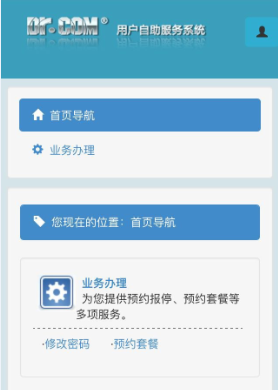 Dr.COM® 用户自助服务系统
首页导航
业务办理
您现在的位置：首页导航
业务办理
为您提供预约报停、预约套餐等
多项服务。
·修改密码 ·预约套餐